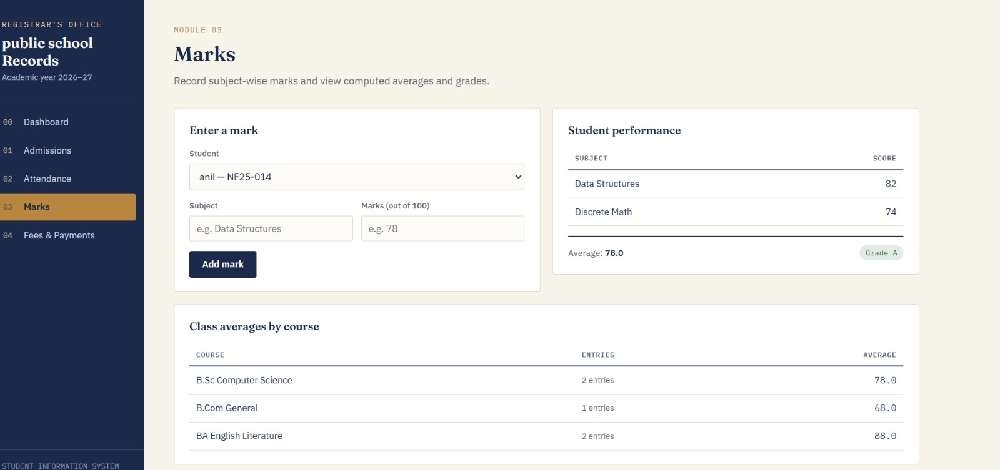 REGISTRAR'S OFFICE
public school
Records
Academic year 2026–27
00 Dashboard
01 Admissions
02 Attendance
03 Marks
04 Fees & Payments
STUDENT INFORMATION SYSTEM
MODULE 03
Marks
Record subject-wise marks and view computed averages and grades.
Enter a mark
Student
anil — NF25-014
Subject Marks (out of 100)
e.g. Data Structures e.g. 78
Add mark
Student performance
SUBJECT SCORE
Data Structures 82
Discrete Math 74
Average: 78.0 Grade A
Class averages by course
COURSE ENTRIES AVERAGE
B.Sc Computer Science 2 entries 78.0
B.Com General 1 entries 68.0
BA English Literature 2 entries 88.0